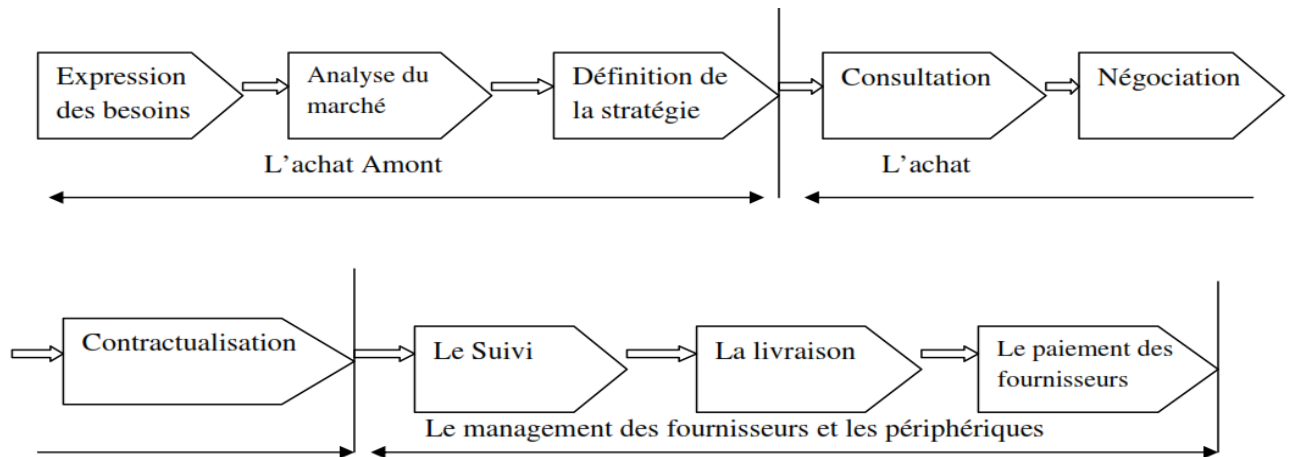 Expression
des besoins
Analyse du
marché
Définition de
la stratégie
Consultation
Négociation
L’achat Amont
L’achat
Contractualisation
Le Suivi
La livraison
Le paiement des
fournisseurs
Le management des fournisseurs et les périphériques